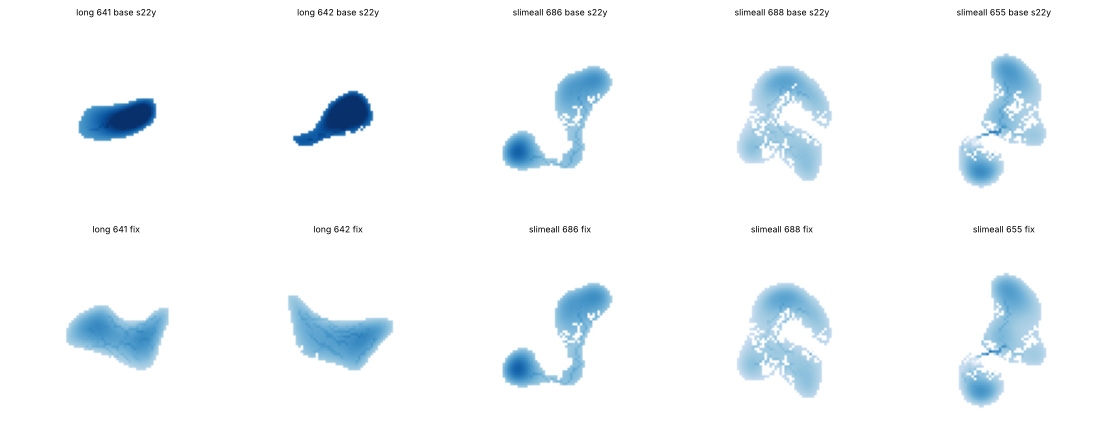 long 641 base s22y
long 642 base s22y
slimeall 686 base s22y
slimeall 688 base s22y
slimeall 655 base s22y
long 641 fix
long 642 fix
slimeall 686 fix
slimeall 688 fix
slimeall 655 fix